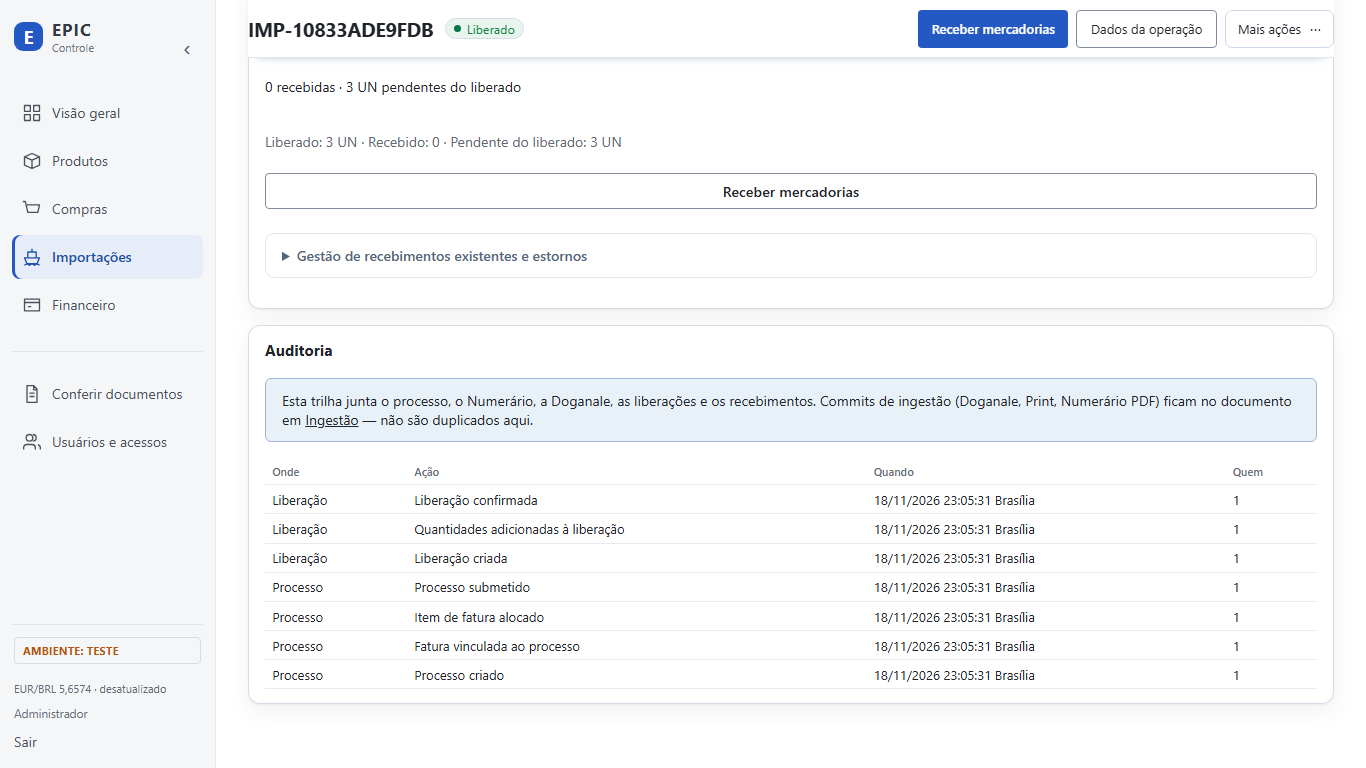 E
EPIC
Controle
Visão geral
Produtos
Compras
Importações
Financeiro
Conferir documentos
Usuários e acessos
AMBIENTE: TESTE
EUR/BRL 5,6574 · desatualizado
Administrador
Sair
IMP-10833ADE9FDB
Liberado
Receber mercadorias
Dados da operação
Mais ações ···
0 recebidas · 3 UN pendentes do liberado
Liberado: 3 UN · Recebido: 0 · Pendente do liberado: 3 UN
Receber mercadorias
Gestão de recebimentos existentes e estornos
Auditoria
Esta trilha junta o processo, o Numerário, a Doganale, as liberações e os recebimentos. Commits de ingestão (Doganale, Print, Numerário PDF) ficam no documento
em Ingestão — não são duplicados aqui.
Onde Ação Quando Quem
Liberação Liberação confirmada 18/11/2026 23:05:31 Brasília 1
Liberação Quantidades adicionadas à liberação 18/11/2026 23:05:31 Brasília 1
Liberação Liberação criada 18/11/2026 23:05:31 Brasília 1
Processo Processo submetido 18/11/2026 23:05:31 Brasília 1
Processo Item de fatura alocado 18/11/2026 23:05:31 Brasília 1
Processo Fatura vinculada ao processo 18/11/2026 23:05:31 Brasília 1
Processo Processo criado 18/11/2026 23:05:31 Brasília 1